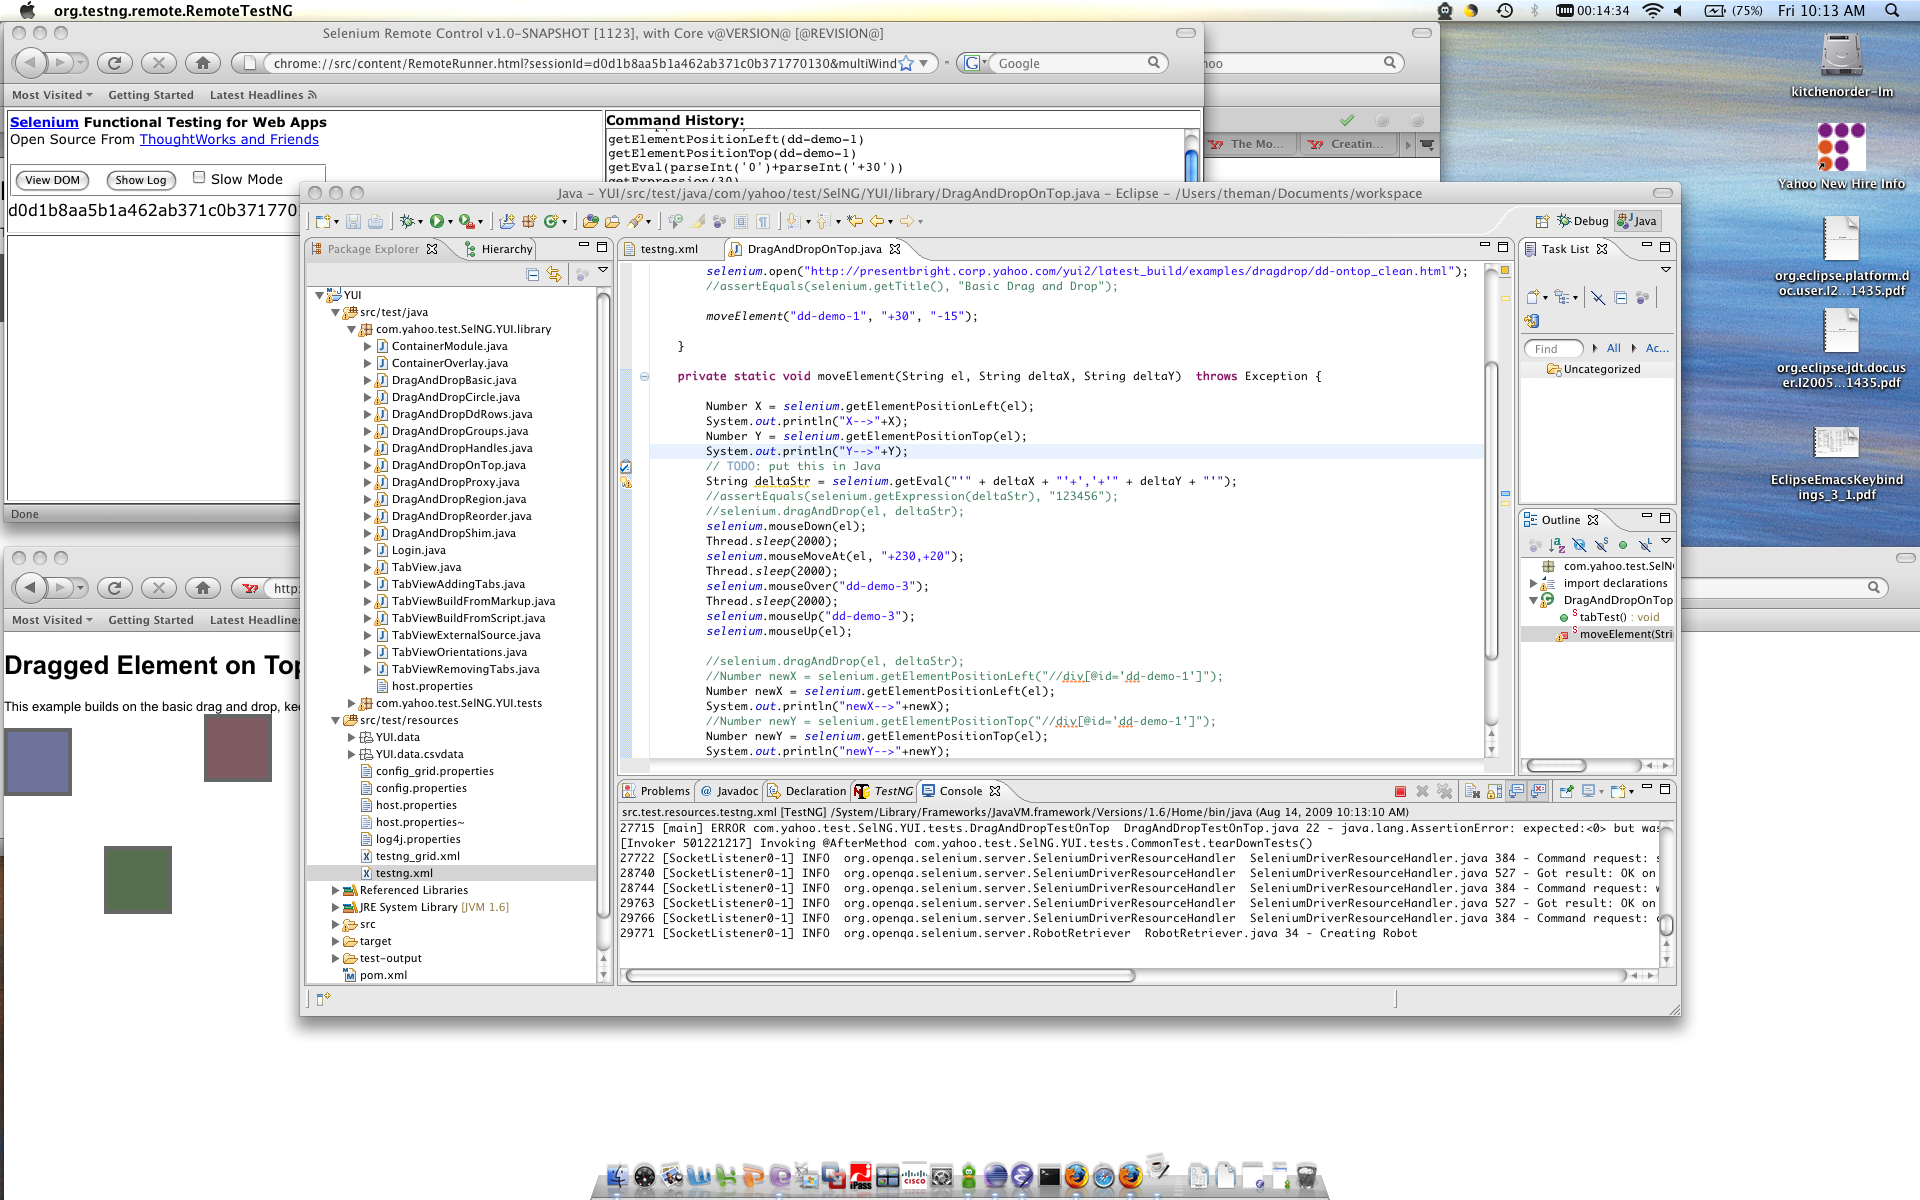 org.testng.remote.RemoteTestNG
00:14:34
(75%)
Fri 10:13 AM
Selenium Remote Control v1.0-SNAPSHOT [1123], with Core v@VERSION@ [@REVISION@]
chrome://src/content/RemoteRunner.html?sessionId=d0d1b8aa5b1a462ab371c0b371770130&multiWind
Google
hoo
Most Visited
Getting Started
Latest Headlines
Selenium Functional Testing for Web Apps
Open Source From ThoughtWorks and Friends
View DOM
Show Log
Slow Mode
Command History:
getElementPositionLeft(dd-demo-1)
getElementPositionTop(dd-demo-1)
getEval(parseInt('0')+parseInt('+30'))
getExpression(30)
The Mo...
Creatin...
d0d1b8aa5b1a462ab371c0b3717701
Done
Java – YUI/src/test/java/com/yahoo/test/SelNG/YUI/library/DragAndDropOnTop.java – Eclipse – /Users/theman/Documents/workspace
Debug
Java
Package Explorer
Hierarchy
YUI
src/test/java
com.yahoo.test.SelNG.YUI.library
ContainerModule.java
ContainerOverlay.java
DragAndDropBasic.java
DragAndDropCircle.java
DragAndDropDdRows.java
DragAndDropGroups.java
DragAndDropHandles.java
DragAndDropOnTop.java
DragAndDropProxy.java
DragAndDropRegion.java
DragAndDropReorder.java
DragAndDropShim.java
Login.java
TabView.java
TabViewAddingTabs.java
TabViewBuildFromMarkup.java
TabViewBuildFromScript.java
TabViewExternalSource.java
TabViewOrientations.java
TabViewRemovingTabs.java
host.properties
com.yahoo.test.SelNG.YUI.tests
src/test/resources
YUI.data
YUI.data.csvdata
config_grid.properties
config.properties
host.properties
host.properties~
log4j.properties
testng_grid.xml
testng.xml
Referenced Libraries
JRE System Library [JVM 1.6]
src
target
test-output
pom.xml
testng.xml
DragAndDropOnTop.java
selenium.open("http://presentbright.corp.yahoo.com/yui2/latest_build/examples/dragdrop/dd-ontop_clean.html");
//assertEquals(selenium.getTitle(), "Basic Drag and Drop");
moveElement("dd-demo-1", "+30", "-15");
}
private static void moveElement(String el, String deltaX, String deltaY)  throws Exception {
Number X = selenium.getElementPositionLeft(el);
System.out.println("X-->"+X);
Number Y = selenium.getElementPositionTop(el);
System.out.println("Y-->"+Y);
// TODO: put this in Java
String deltaStr = selenium.getEval("'" + deltaX + "'+','+'" + deltaY + "'");
//assertEquals(selenium.getExpression(deltaStr), "123456");
//selenium.dragAndDrop(el, deltaStr);
selenium.mouseDown(el);
Thread.sleep(2000);
selenium.mouseMoveAt(el, "+230,+20");
Thread.sleep(2000);
selenium.mouseOver("dd-demo-3");
Thread.sleep(2000);
selenium.mouseUp("dd-demo-3");
selenium.mouseUp(el);
//selenium.dragAndDrop(el, deltaStr);
//Number newX = selenium.getElementPositionLeft("//div[@id='dd-demo-1']");
Number newX = selenium.getElementPositionLeft(el);
System.out.println("newX-->"+newX);
//Number newY = selenium.getElementPositionTop("//div[@id='dd-demo-1']");
Number newY = selenium.getElementPositionTop(el);
System.out.println("newY-->"+newY);
Task List
Find
All
Ac...
Uncategorized
Outline
com.yahoo.test.SelN
import declarations
DragAndDropOnTop
tabTest() : void
moveElement(Stri
Problems
Javadoc
Declaration
TestNG
Console
src.test.resources.testng.xml [TestNG] /System/Library/Frameworks/JavaVM.framework/Versions/1.6/Home/bin/java (Aug 14, 2009 10:13:10 AM)
27715 [main] ERROR com.yahoo.test.SelNG.YUI.tests.DragAndDropTestOnTop  DragAndDropTestOnTop.java 22 - java.lang.AssertionError: expected:<0> but was
[Invoker 501221217] Invoking @AfterMethod com.yahoo.test.SelNG.YUI.tests.CommonTest.tearDownTests()
27722 [SocketListener0-1] INFO  org.openqa.selenium.server.SeleniumDriverResourceHandler  SeleniumDriverResourceHandler.java 384 - Command request: s
28740 [SocketListener0-1] INFO  org.openqa.selenium.server.SeleniumDriverResourceHandler  SeleniumDriverResourceHandler.java 527 - Got result: OK on
28744 [SocketListener0-1] INFO  org.openqa.selenium.server.SeleniumDriverResourceHandler  SeleniumDriverResourceHandler.java 384 - Command request: w
29763 [SocketListener0-1] INFO  org.openqa.selenium.server.SeleniumDriverResourceHandler  SeleniumDriverResourceHandler.java 527 - Got result: OK on
29766 [SocketListener0-1] INFO  org.openqa.selenium.server.SeleniumDriverResourceHandler  SeleniumDriverResourceHandler.java 384 - Command request:
29771 [SocketListener0-1] INFO  org.openqa.selenium.server.RobotRetriever  RobotRetriever.java 34 - Creating Robot
http:
Most Visited
Getting Started
Latest Headlines
Dragged Element on Top
This example builds on the basic drag and drop, kee
kitchenorder-lm
Yahoo New Hire Info
org.eclipse.platform.d
oc.user.I2...1435.pdf
org.eclipse.jdt.doc.us
er.I2005...1435.pdf
EclipseEmacsKeybind
ings_3_1.pdf
iPass
CISCO